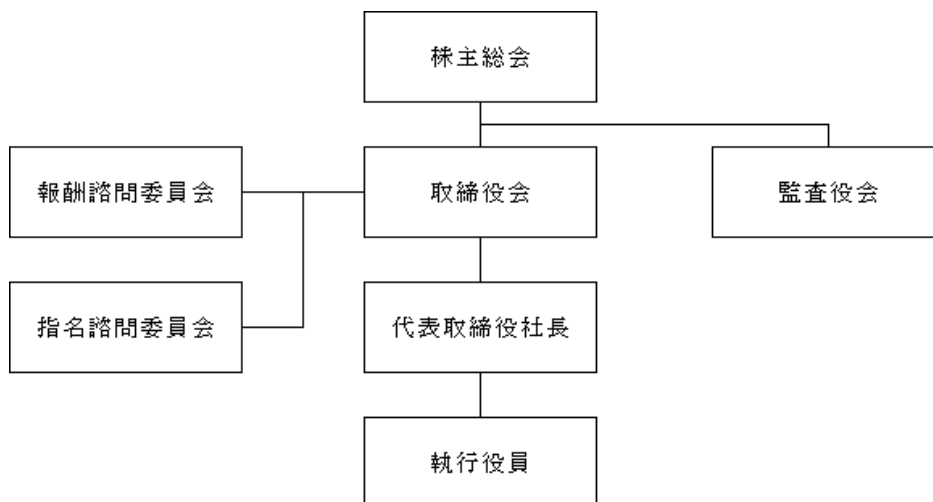 株主総会
報酬諮問委員会
取締役会
監査役会
指名諮問委員会
代表取締役社長
執行役員